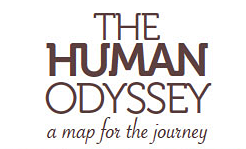 THE
HUMAN
ODYSSEY
a map for the journey